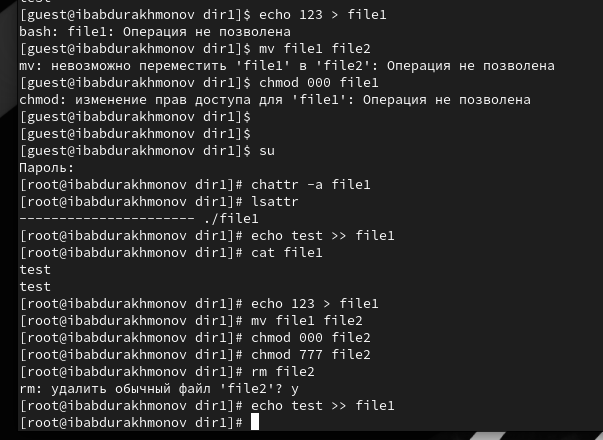 test
[guest@ibabdurakhmonov dir1]$ echo 123 > file1
bash: file1: Операция не позволена
[guest@ibabdurakhmonov dir1]$ mv file1 file2
mv: невозможно переместить 'file1' в 'file2': Операция не позволена
[guest@ibabdurakhmonov dir1]$ chmod 000 file1
chmod: изменение прав доступа для 'file1': Операция не позволена
[guest@ibabdurakhmonov dir1]$
[guest@ibabdurakhmonov dir1]$
[guest@ibabdurakhmonov dir1]$ su
Пароль:
[root@ibabdurakhmonov dir1]# chattr -a file1
[root@ibabdurakhmonov dir1]# lsattr
---------------------- ./file1
[root@ibabdurakhmonov dir1]# echo test >> file1
[root@ibabdurakhmonov dir1]# cat file1
test
test
[root@ibabdurakhmonov dir1]# echo 123 > file1
[root@ibabdurakhmonov dir1]# mv file1 file2
[root@ibabdurakhmonov dir1]# chmod 000 file2
[root@ibabdurakhmonov dir1]# chmod 777 file2
[root@ibabdurakhmonov dir1]# rm file2
rm: удалить обычный файл 'file2'? y
[root@ibabdurakhmonov dir1]# echo test >> file1
[root@ibabdurakhmonov dir1]#